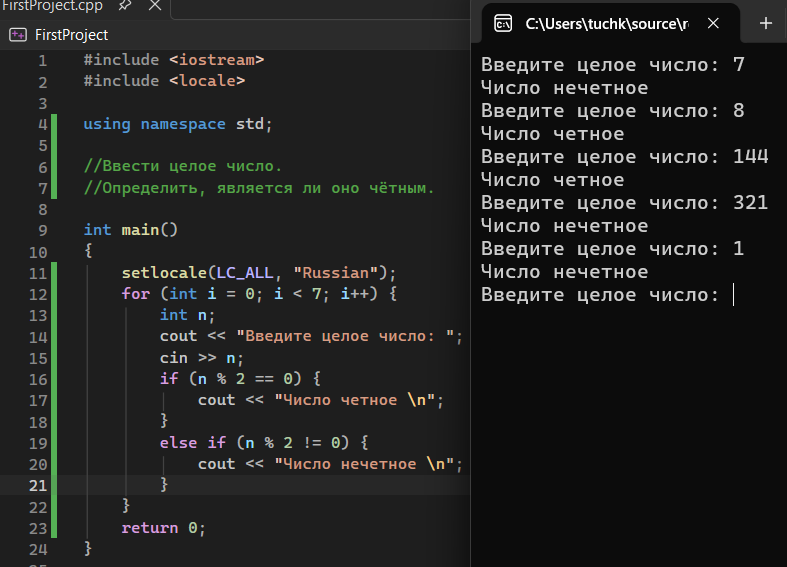 FirstProject.cpp
FirstProject
1 #include <iostream>
2 #include <locale>
3
4 using namespace std;
5
6 //Ввести целое число.
7 //Определить, является ли оно чётным.
8
9 int main()
10 {
11 setlocale(LC_ALL, "Russian");
12 for (int i = 0; i < 7; i++) {
13 int n;
14 cout << "Введите целое число: ";
15 cin >> n;
16 if (n % 2 == 0) {
17 cout << "Число четное \n";
18 }
19 else if (n % 2 != 0) {
20 cout << "Число нечетное \n";
21 }
22 }
23 return 0;
24 }
C:\Users\tuchk\source\r
Введите целое число: 7
Число нечетное
Введите целое число: 8
Число четное
Введите целое число: 144
Число четное
Введите целое число: 321
Число нечетное
Введите целое число: 1
Число нечетное
Введите целое число: